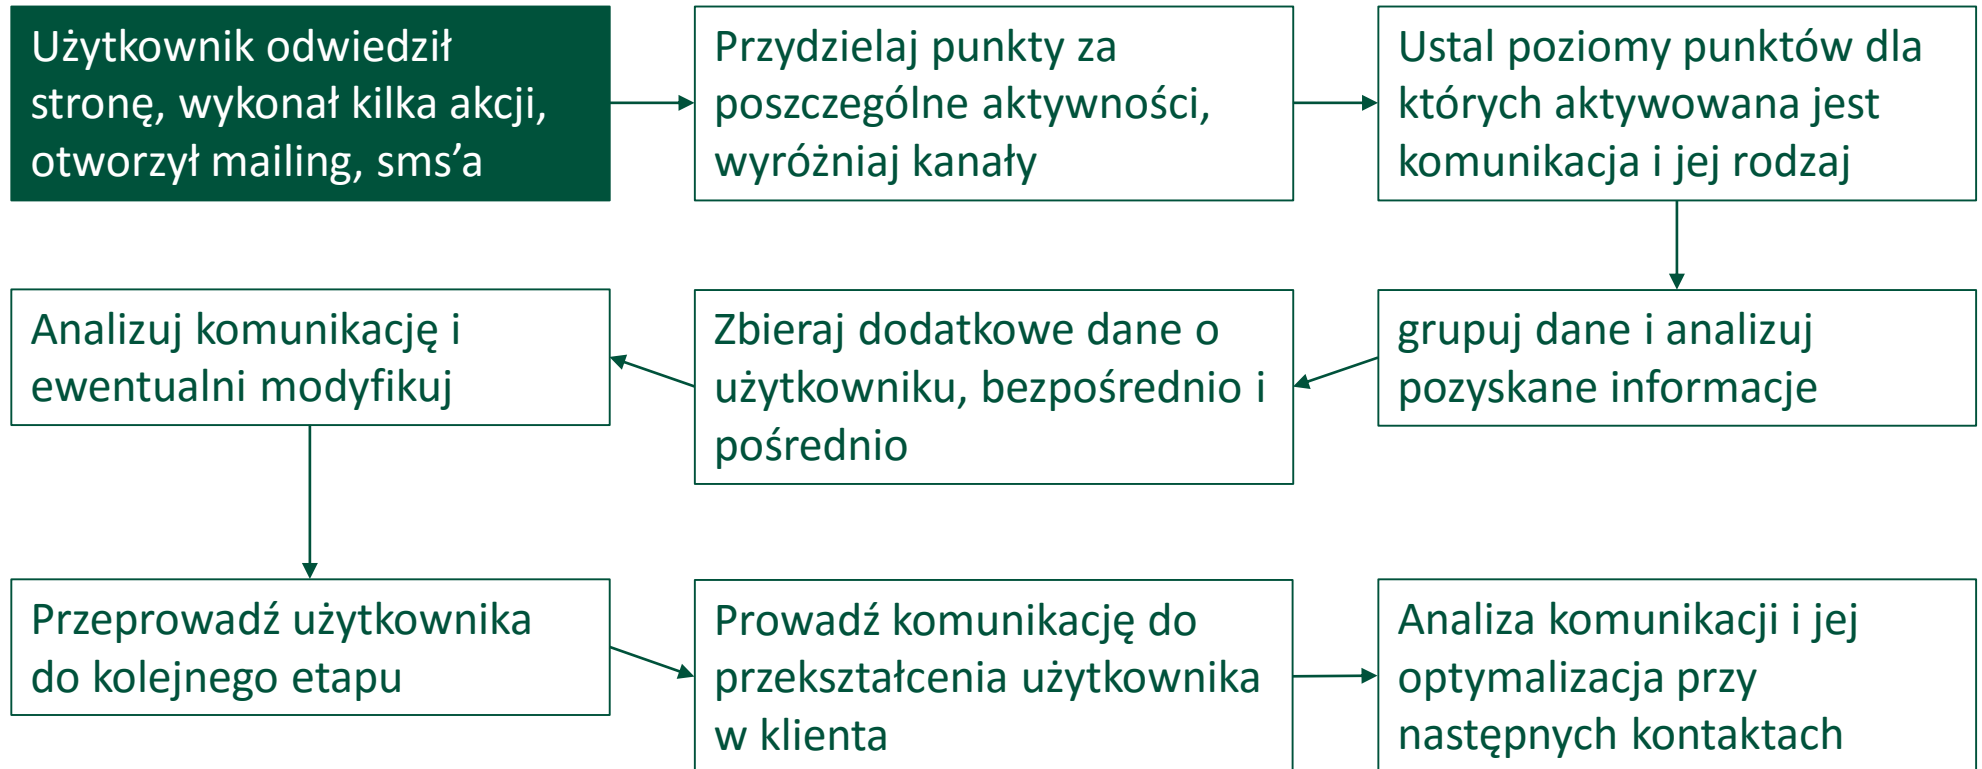 Użytkownik odwiedził
stronę, wykonał kilka akcji,
otworzył mailing, sms’a
Przydzielaj punkty za
poszczególne aktywności,
wyróżniaj kanały
Ustal poziomy punktów dla
których aktywowana jest
komunikacja i jej rodzaj
grupuj dane i analizuj
pozyskane informacje
Zbieraj dodatkowe dane o
użytkowniku, bezpośrednio i
pośrednio
Analizuj komunikację i
ewentualni modyfikuj
Przeprowadź użytkownika
do kolejnego etapu
Prowadź komunikację do
przekształcenia użytkownika
w klienta
Analiza komunikacji i jej
optymalizacja przy
następnych kontaktach